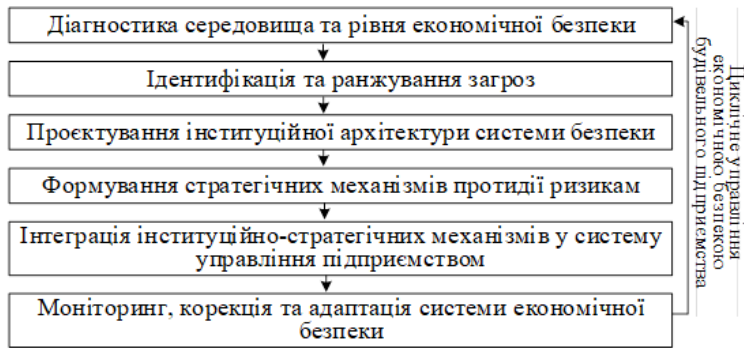 Діагностика середовища та рівня економічної безпеки
Ідентифікація та ранжування загроз
Проєктування інституційної архітектури системи безпеки
Формування стратегічних механізмів протидії ризикам
Інтеграція інституційно-стратегічних механізмів у систему
управління підприємством
Моніторинг, корекція та адаптація системи економічної
безпеки
Циклічне управління
економічною безпекою
будівельного підприємства